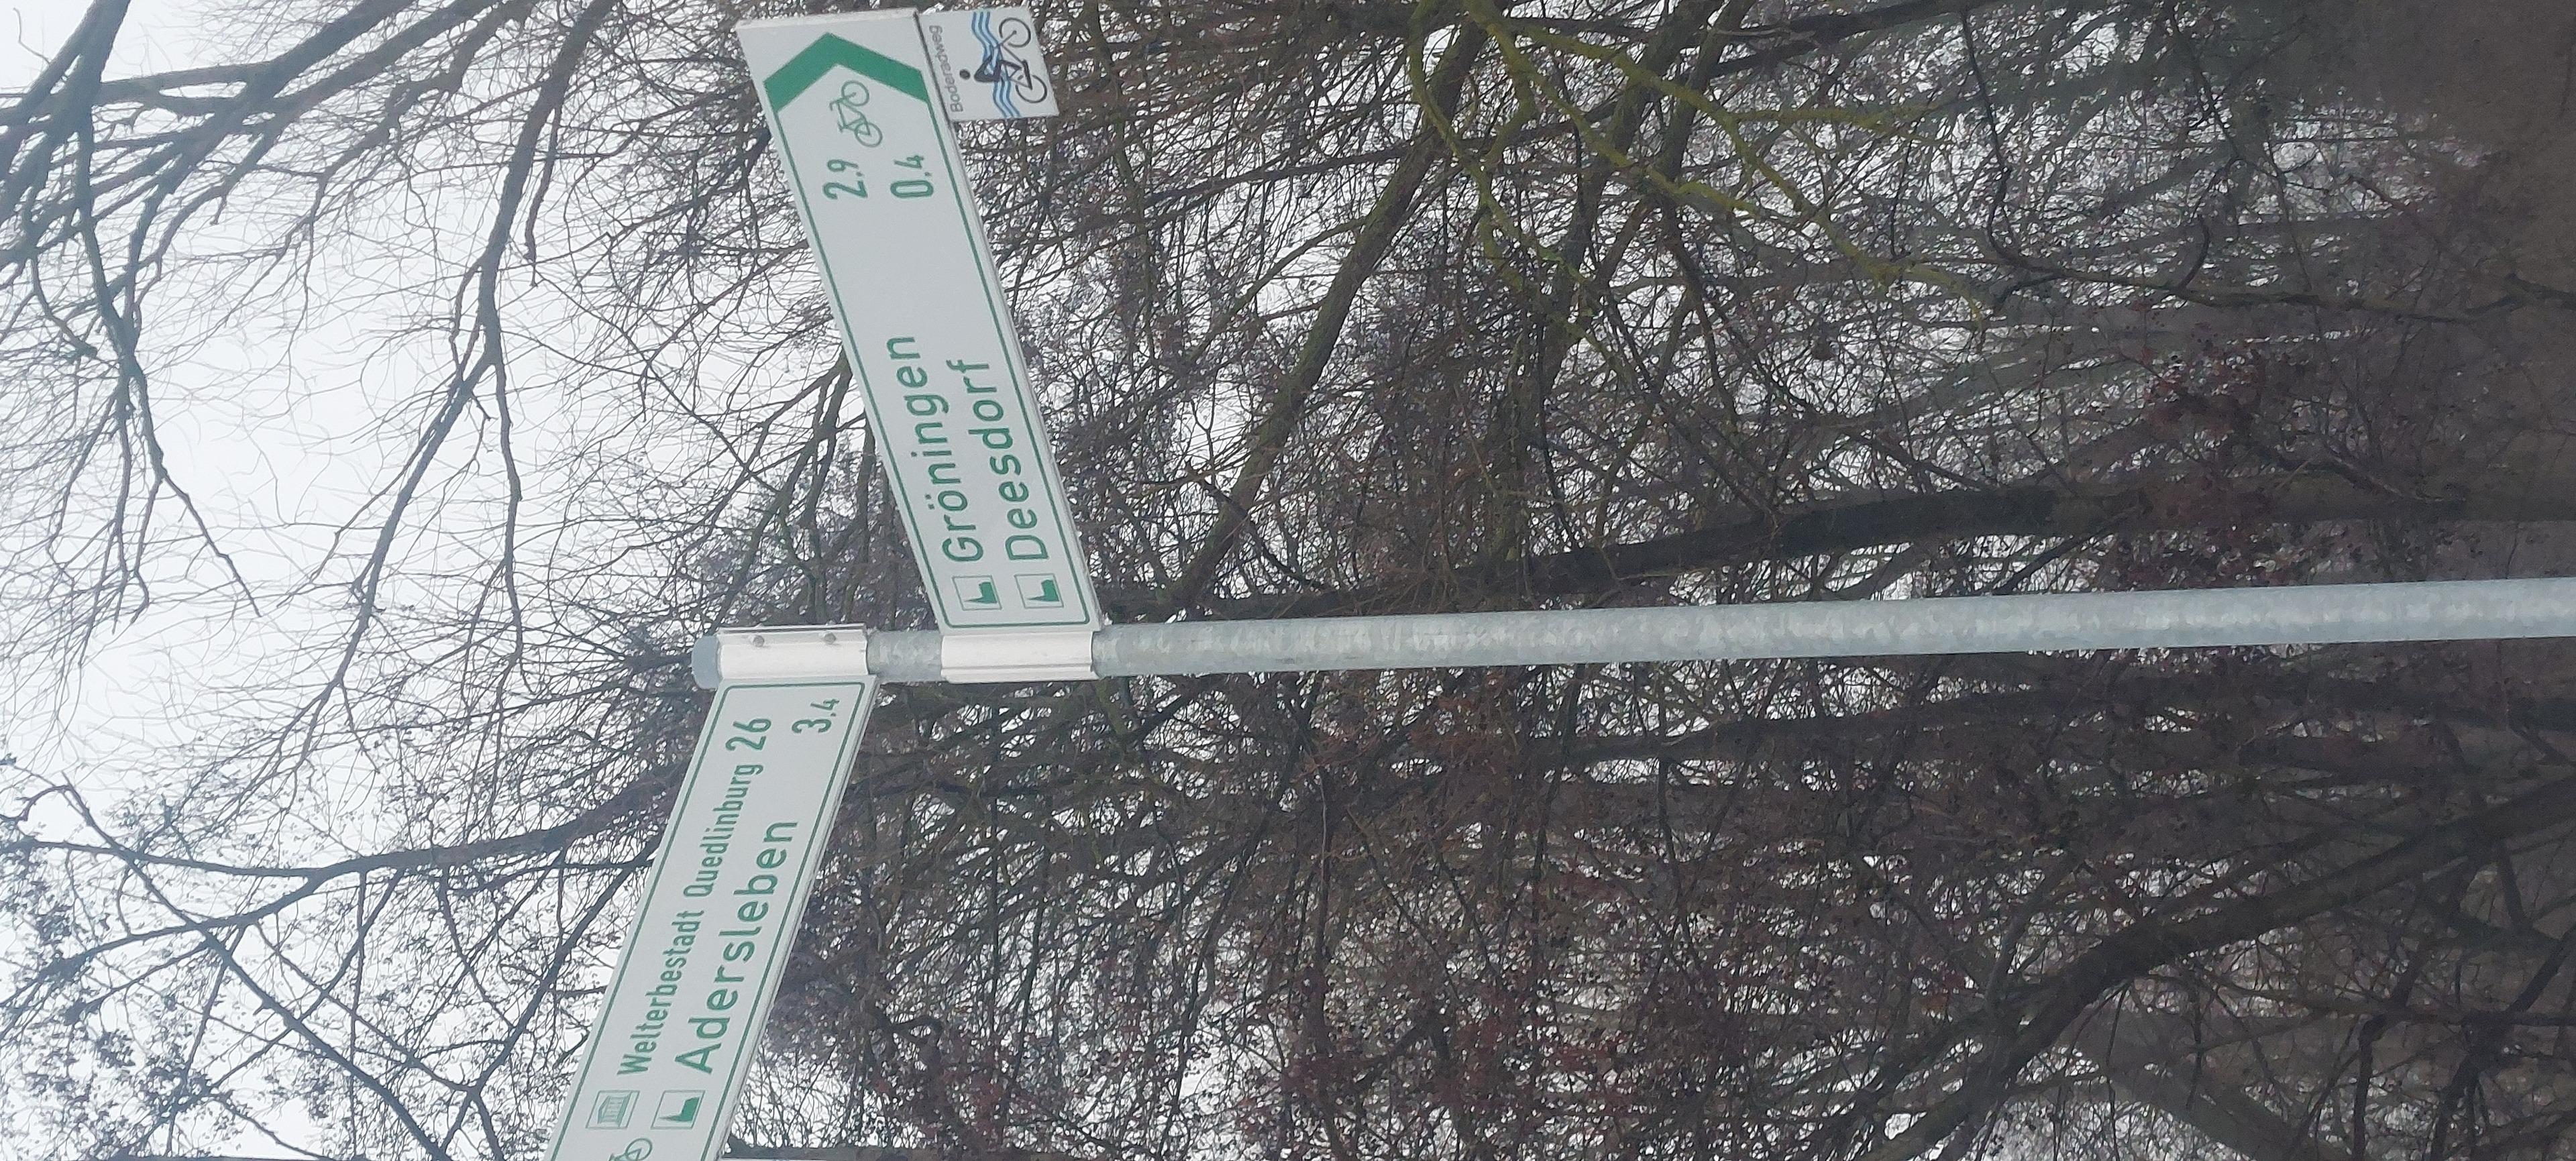 Welterbestadt Quedlinburg 26
Adersleben 3,4
Gröningen 2,9
Deesdorf 0,4
Boderadweg